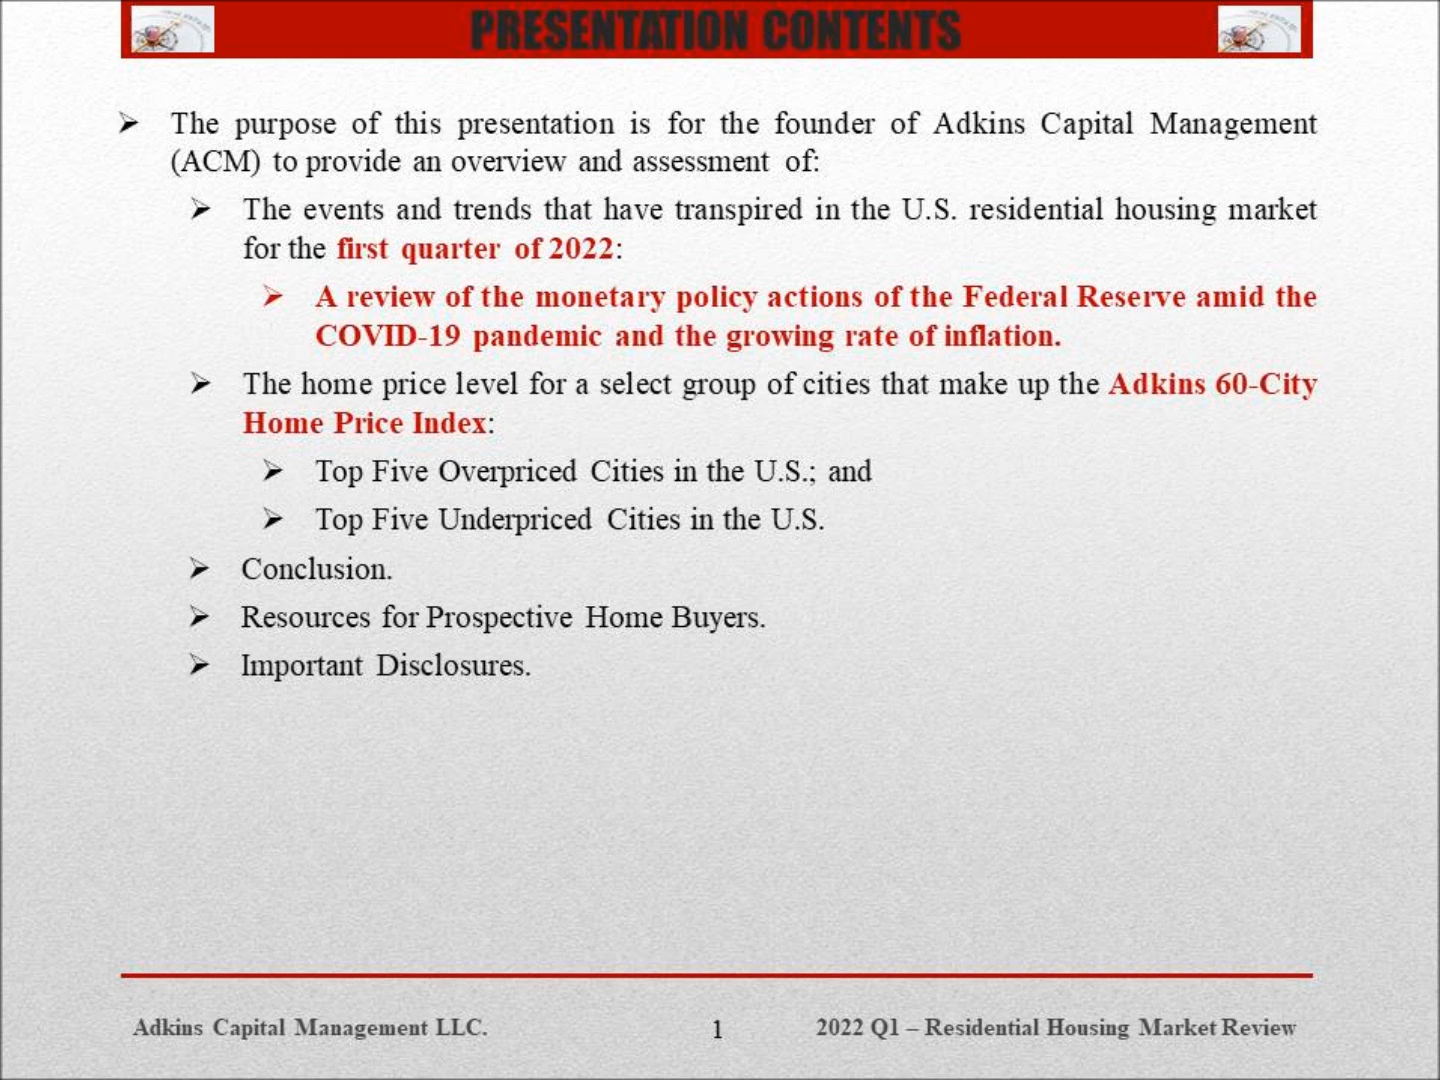 PRESENTATION CONTENTS
The purpose of this presentation is for the founder of Adkins Capital Management
(ACM) to provide an overview and assessment of:
The events and trends that have transpired in the U.S. residential housing market
for the first quarter of 2022:
A review of the monetary policy actions of the Federal Reserve amid the
COVID-19 pandemic and the growing rate of inflation.
The home price level for a select group of cities that make up the Adkins 60-City
Home Price Index:
Top Five Overpriced Cities in the U.S.; and
Top Five Underpriced Cities in the U.S.
Conclusion.
Resources for Prospective Home Buyers.
Important Disclosures.
Adkins Capital Management LLC.
1
2022 Q1 – Residential Housing Market Review